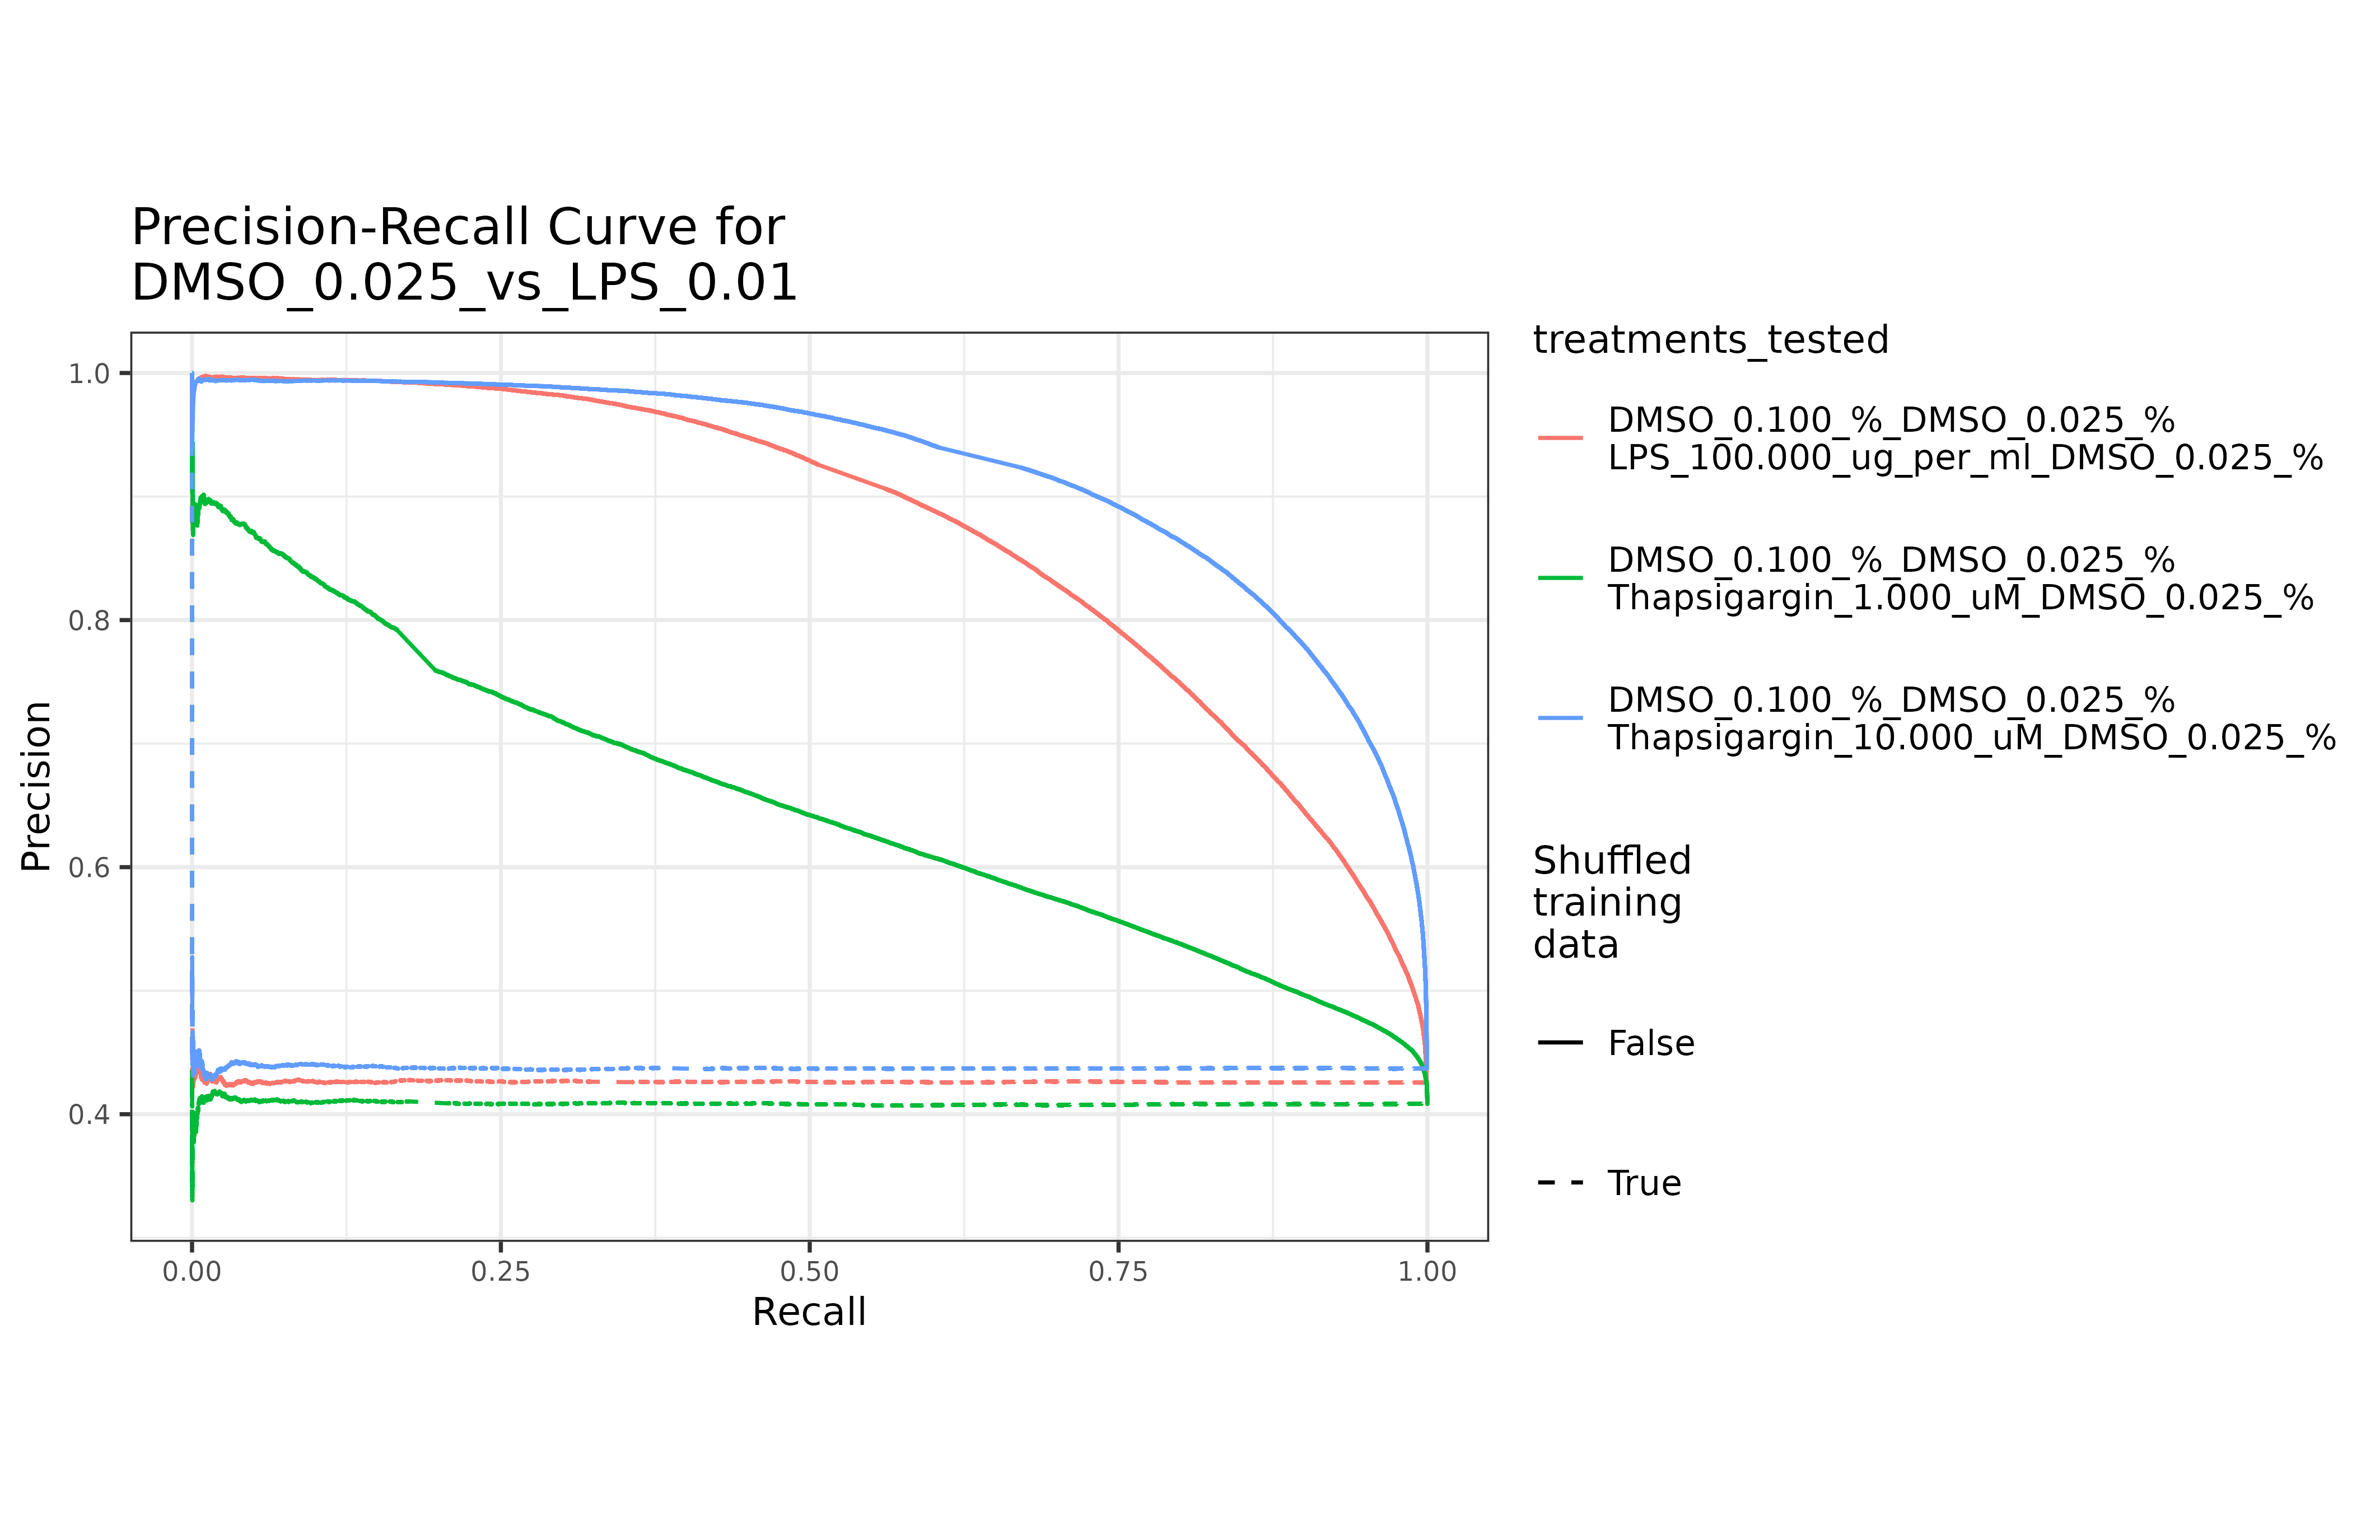 Precision-Recall Curve for
DMSO_0.025_vs_LPS_0.01
1.0
0.8
0.6
0.4
Precision
0.00
0.25
0.50
0.75
1.00
Recall
treatments_tested
DMSO_0.100_%_DMSO_0.025_%
LPS_100.000_ug_per_ml_DMSO_0.025_%
DMSO_0.100_%_DMSO_0.025_%
Thapsigargin_1.000_uM_DMSO_0.025_%
DMSO_0.100_%_DMSO_0.025_%
Thapsigargin_10.000_uM_DMSO_0.025_%
Shuffled
training
data
False
True